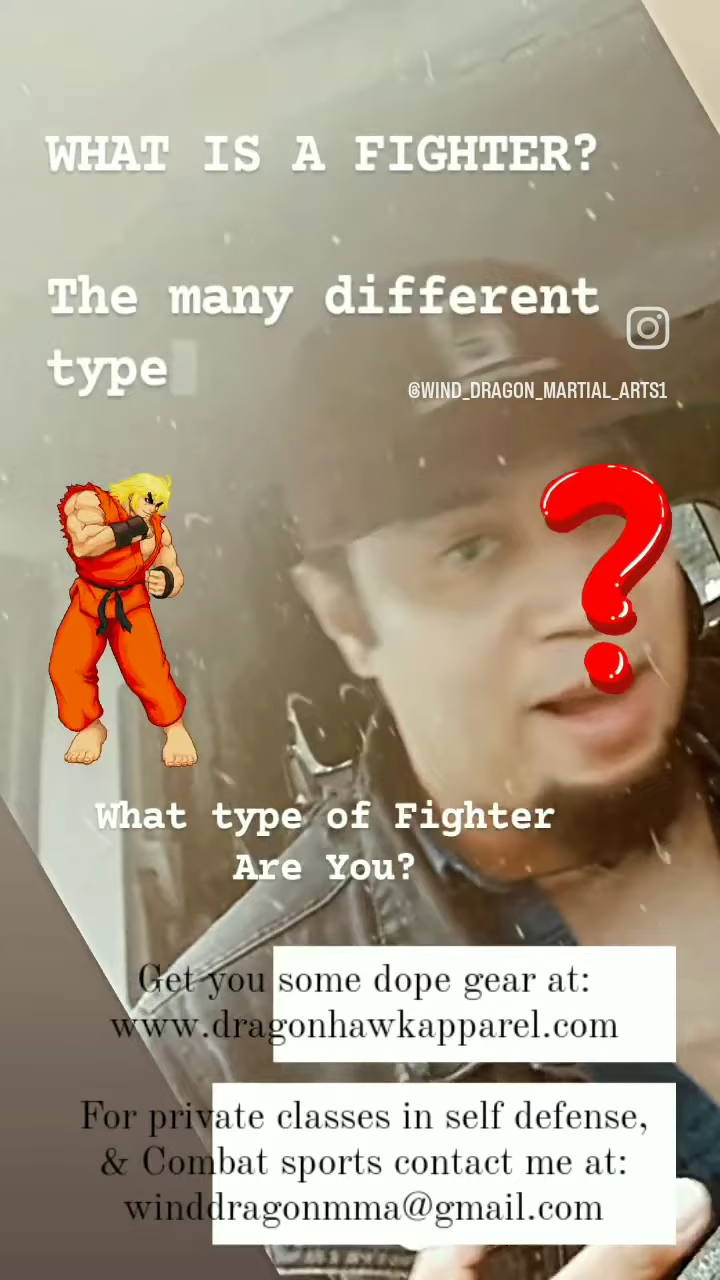 WHAT IS A FIGHTER?
The many different
type
@WIND_DRAGON_MARTIAL_ARTS1
What type of Fighter
Are You?
Get you some dope gear at:
www.dragonhawkapparel.com
For private classes in self defense,
& Combat sports contact me at:
winddragonmma@gmail.com